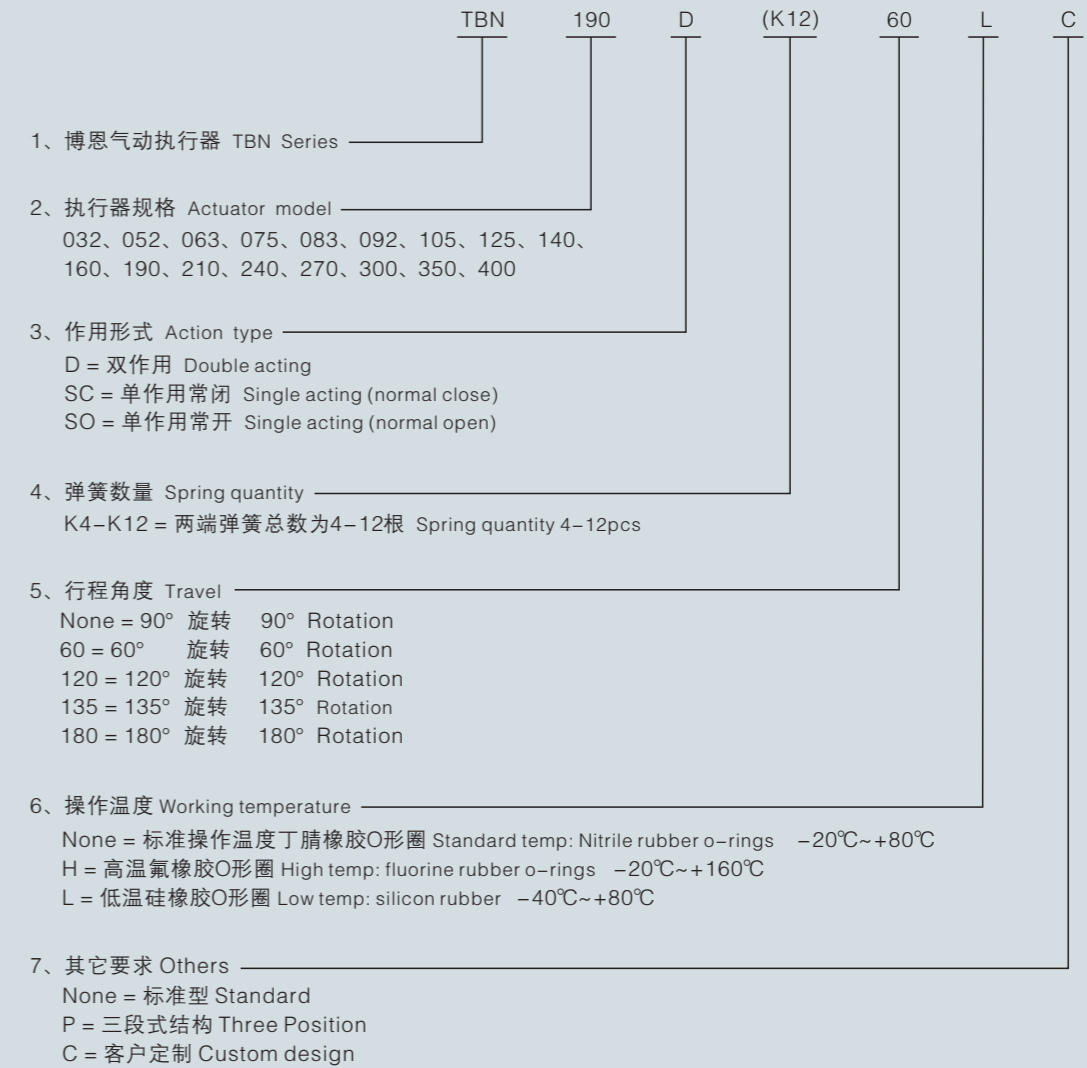 TBN 190 D (K12) 60 L C
1、博恩气动执行器 TBN Series
2、执行器规格 Actuator model
032、052、063、075、083、092、105、125、140、
160、190、210、240、270、300、350、400
3、作用形式 Action type
D = 双作用 Double acting
SC = 单作用常闭 Single acting (normal close)
SO = 单作用常开 Single acting (normal open)
4、弹簧数量 Spring quantity
K4–K12 = 两端弹簧总数为4–12根 Spring quantity 4–12pcs
5、行程角度 Travel
None = 90° 旋转 90° Rotation
60 = 60° 旋转 60° Rotation
120 = 120° 旋转 120° Rotation
135 = 135° 旋转 135° Rotation
180 = 180° 旋转 180° Rotation
6、操作温度 Working temperature
None = 标准操作温度丁腈橡胶O形圈 Standard temp: Nitrile rubber o–rings –20℃~+80℃
H = 高温氟橡胶O形圈 High temp: fluorine rubber o–rings –20℃~+160℃
L = 低温硅橡胶O形圈 Low temp: silicon rubber –40℃~+80℃
7、其它要求 Others
None = 标准型 Standard
P = 三段式结构 Three Position
C = 客户定制 Custom design